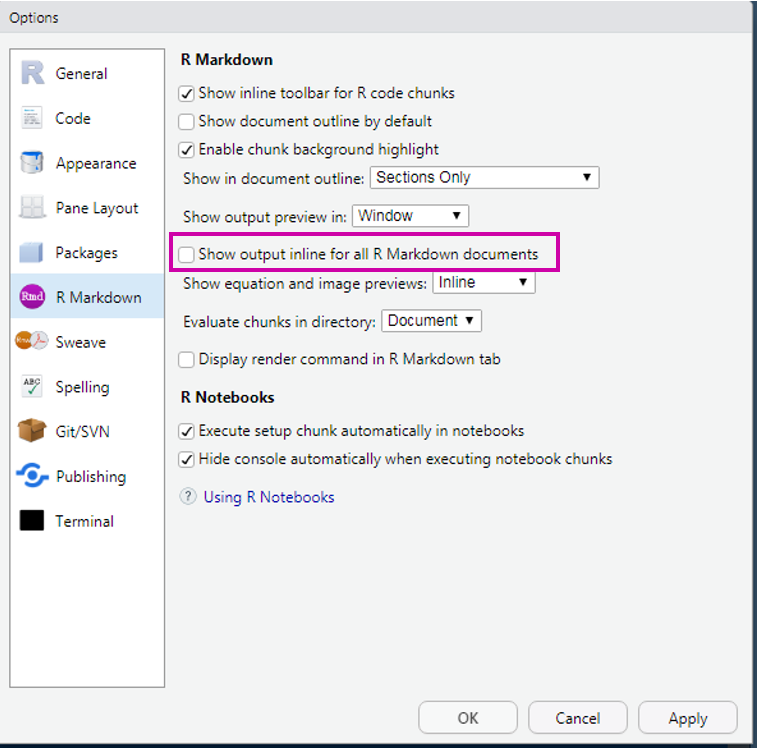 Options
General
Code
Appearance
Pane Layout
Packages
Rmd R Markdown
Sweave
ABC Spelling
Git/SVN
Publishing
Terminal
R Markdown
Show inline toolbar for R code chunks
Show document outline by default
Enable chunk background highlight
Show in document outline: Sections Only
Show output preview in: Window
Show output inline for all R Markdown documents
Show equation and image previews: Inline
Evaluate chunks in directory: Document
Display render command in R Markdown tab
R Notebooks
Execute setup chunk automatically in notebooks
Hide console automatically when executing notebook chunks
? Using R Notebooks
OK Cancel Apply